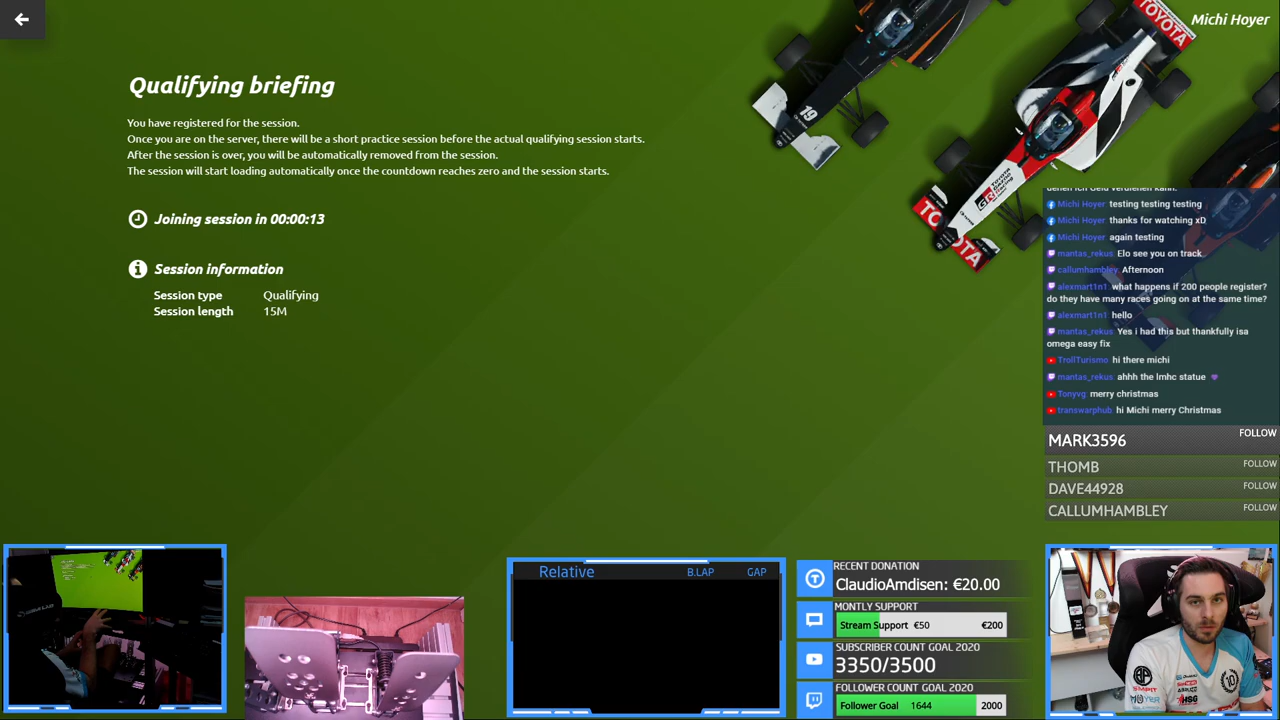 Michi Hoyer
Qualifying briefing
You have registered for the session.
Once you are on the server, there will be a short practice session before the actual qualifying session starts.
After the session is over, you will be automatically removed from the session.
The session will start loading automatically once the countdown reaches zero and the session starts.
Joining session in 00:00:13
Session information
Session type Qualifying
Session length 15M
TOYOTA
19
Michi Hoyer testing testing testing
Michi Hoyer thanks for watching xD
Michi Hoyer again testing
mantas_rekus: Elo see you on track
callumhambley: Afternoon
alexmart1n1: what happens if 200 people register?
do they have many races going on at the same time?
alexmart1n1: hello
mantas_rekus: Yes i had this but thankfully isa
omega easy fix
TrollTurismo: hi there michi
mantas_rekus: ahhh the lmhc statue 💜
Tonyvg: merry christmas
transwarphub: hi Michi merry Christmas
MARK3596 FOLLOW
THOMB FOLLOW
DAVE44928 FOLLOW
CALLUMHAMBLEY FOLLOW
Relative B.LAP GAP
RECENT DONATION
ClaudioAmdisen: €20.00
MONTLY SUPPORT
Stream Support €50 €200
SUBSCRIBER COUNT GOAL 2020
3350/3500
FOLLOWER COUNT GOAL 2020
Follower Goal 1644 2000